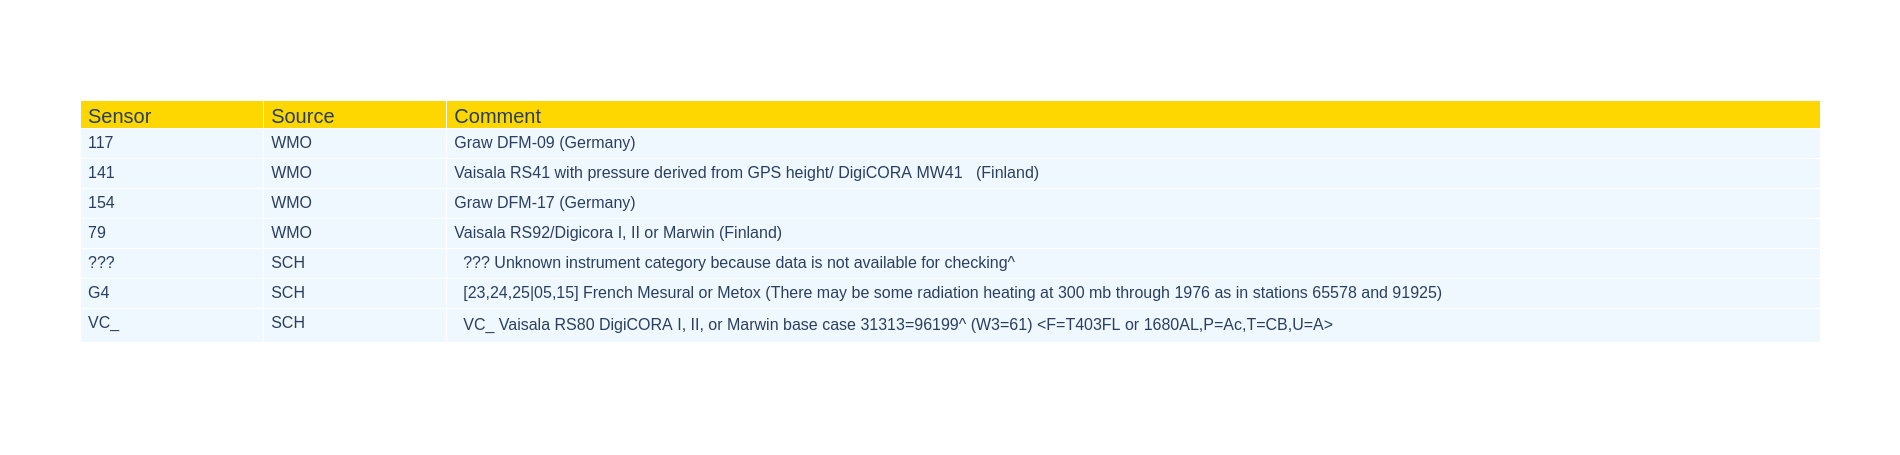 Sensor Source Comment
117 WMO Graw DFM-09 (Germany)
141 WMO Vaisala RS41 with pressure derived from GPS height/ DigiCORA MW41   (Finland)
154 WMO Graw DFM-17 (Germany)
79 WMO Vaisala RS92/Digicora I, II or Marwin (Finland)
??? SCH ??? Unknown instrument category because data is not available for checking^
G4 SCH [23,24,25|05,15] French Mesural or Metox (There may be some radiation heating at 300 mb through 1976 as in stations 65578 and 91925)
VC_ SCH VC_ Vaisala RS80 DigiCORA I, II, or Marwin base case 31313=96199^ (W3=61) <F=T403FL or 1680AL,P=Ac,T=CB,U=A>